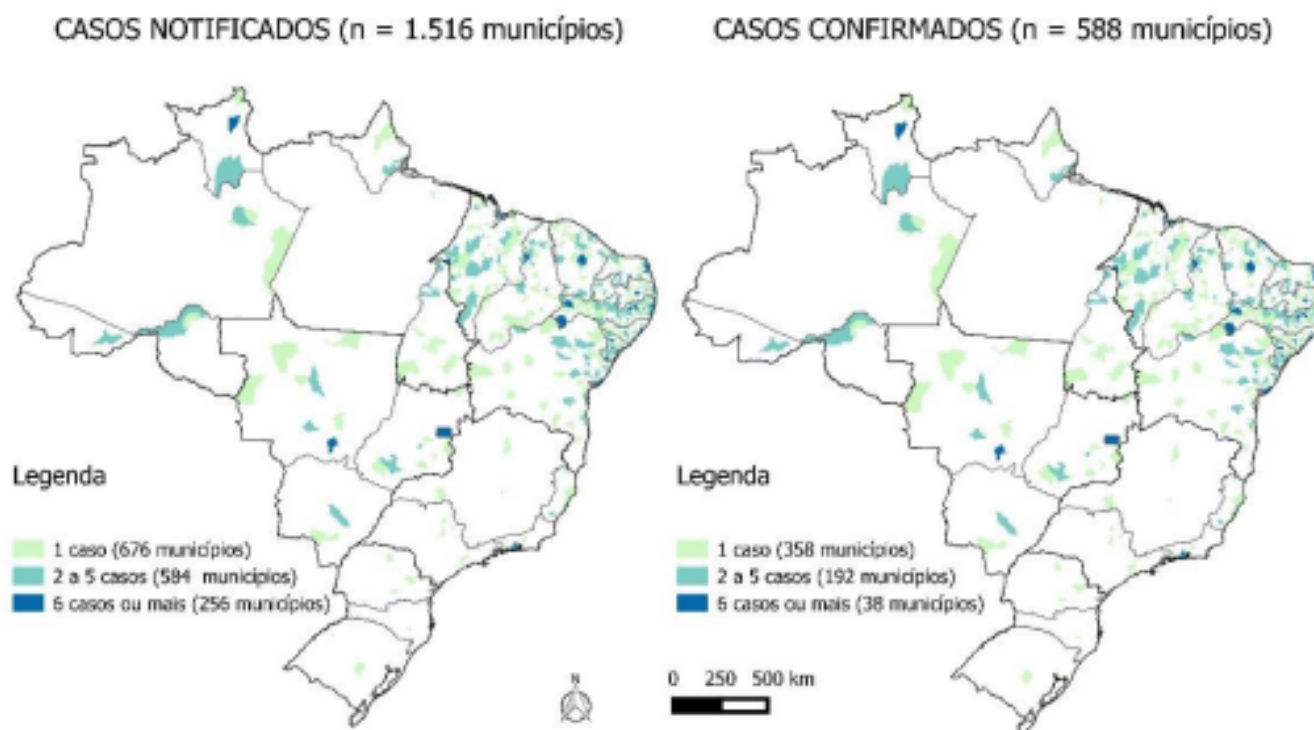 CASOS NOTIFICADOS (n = 1.516 municípios)
CASOS CONFIRMADOS (n = 588 municípios)
Legenda
1 caso (676 municípios)
2 a 5 casos (584 municípios)
6 casos ou mais (256 municípios)
N
Legenda
1 caso (358 municípios)
2 a 5 casos (192 municípios)
6 casos ou mais (38 municípios)
0 250 500 km